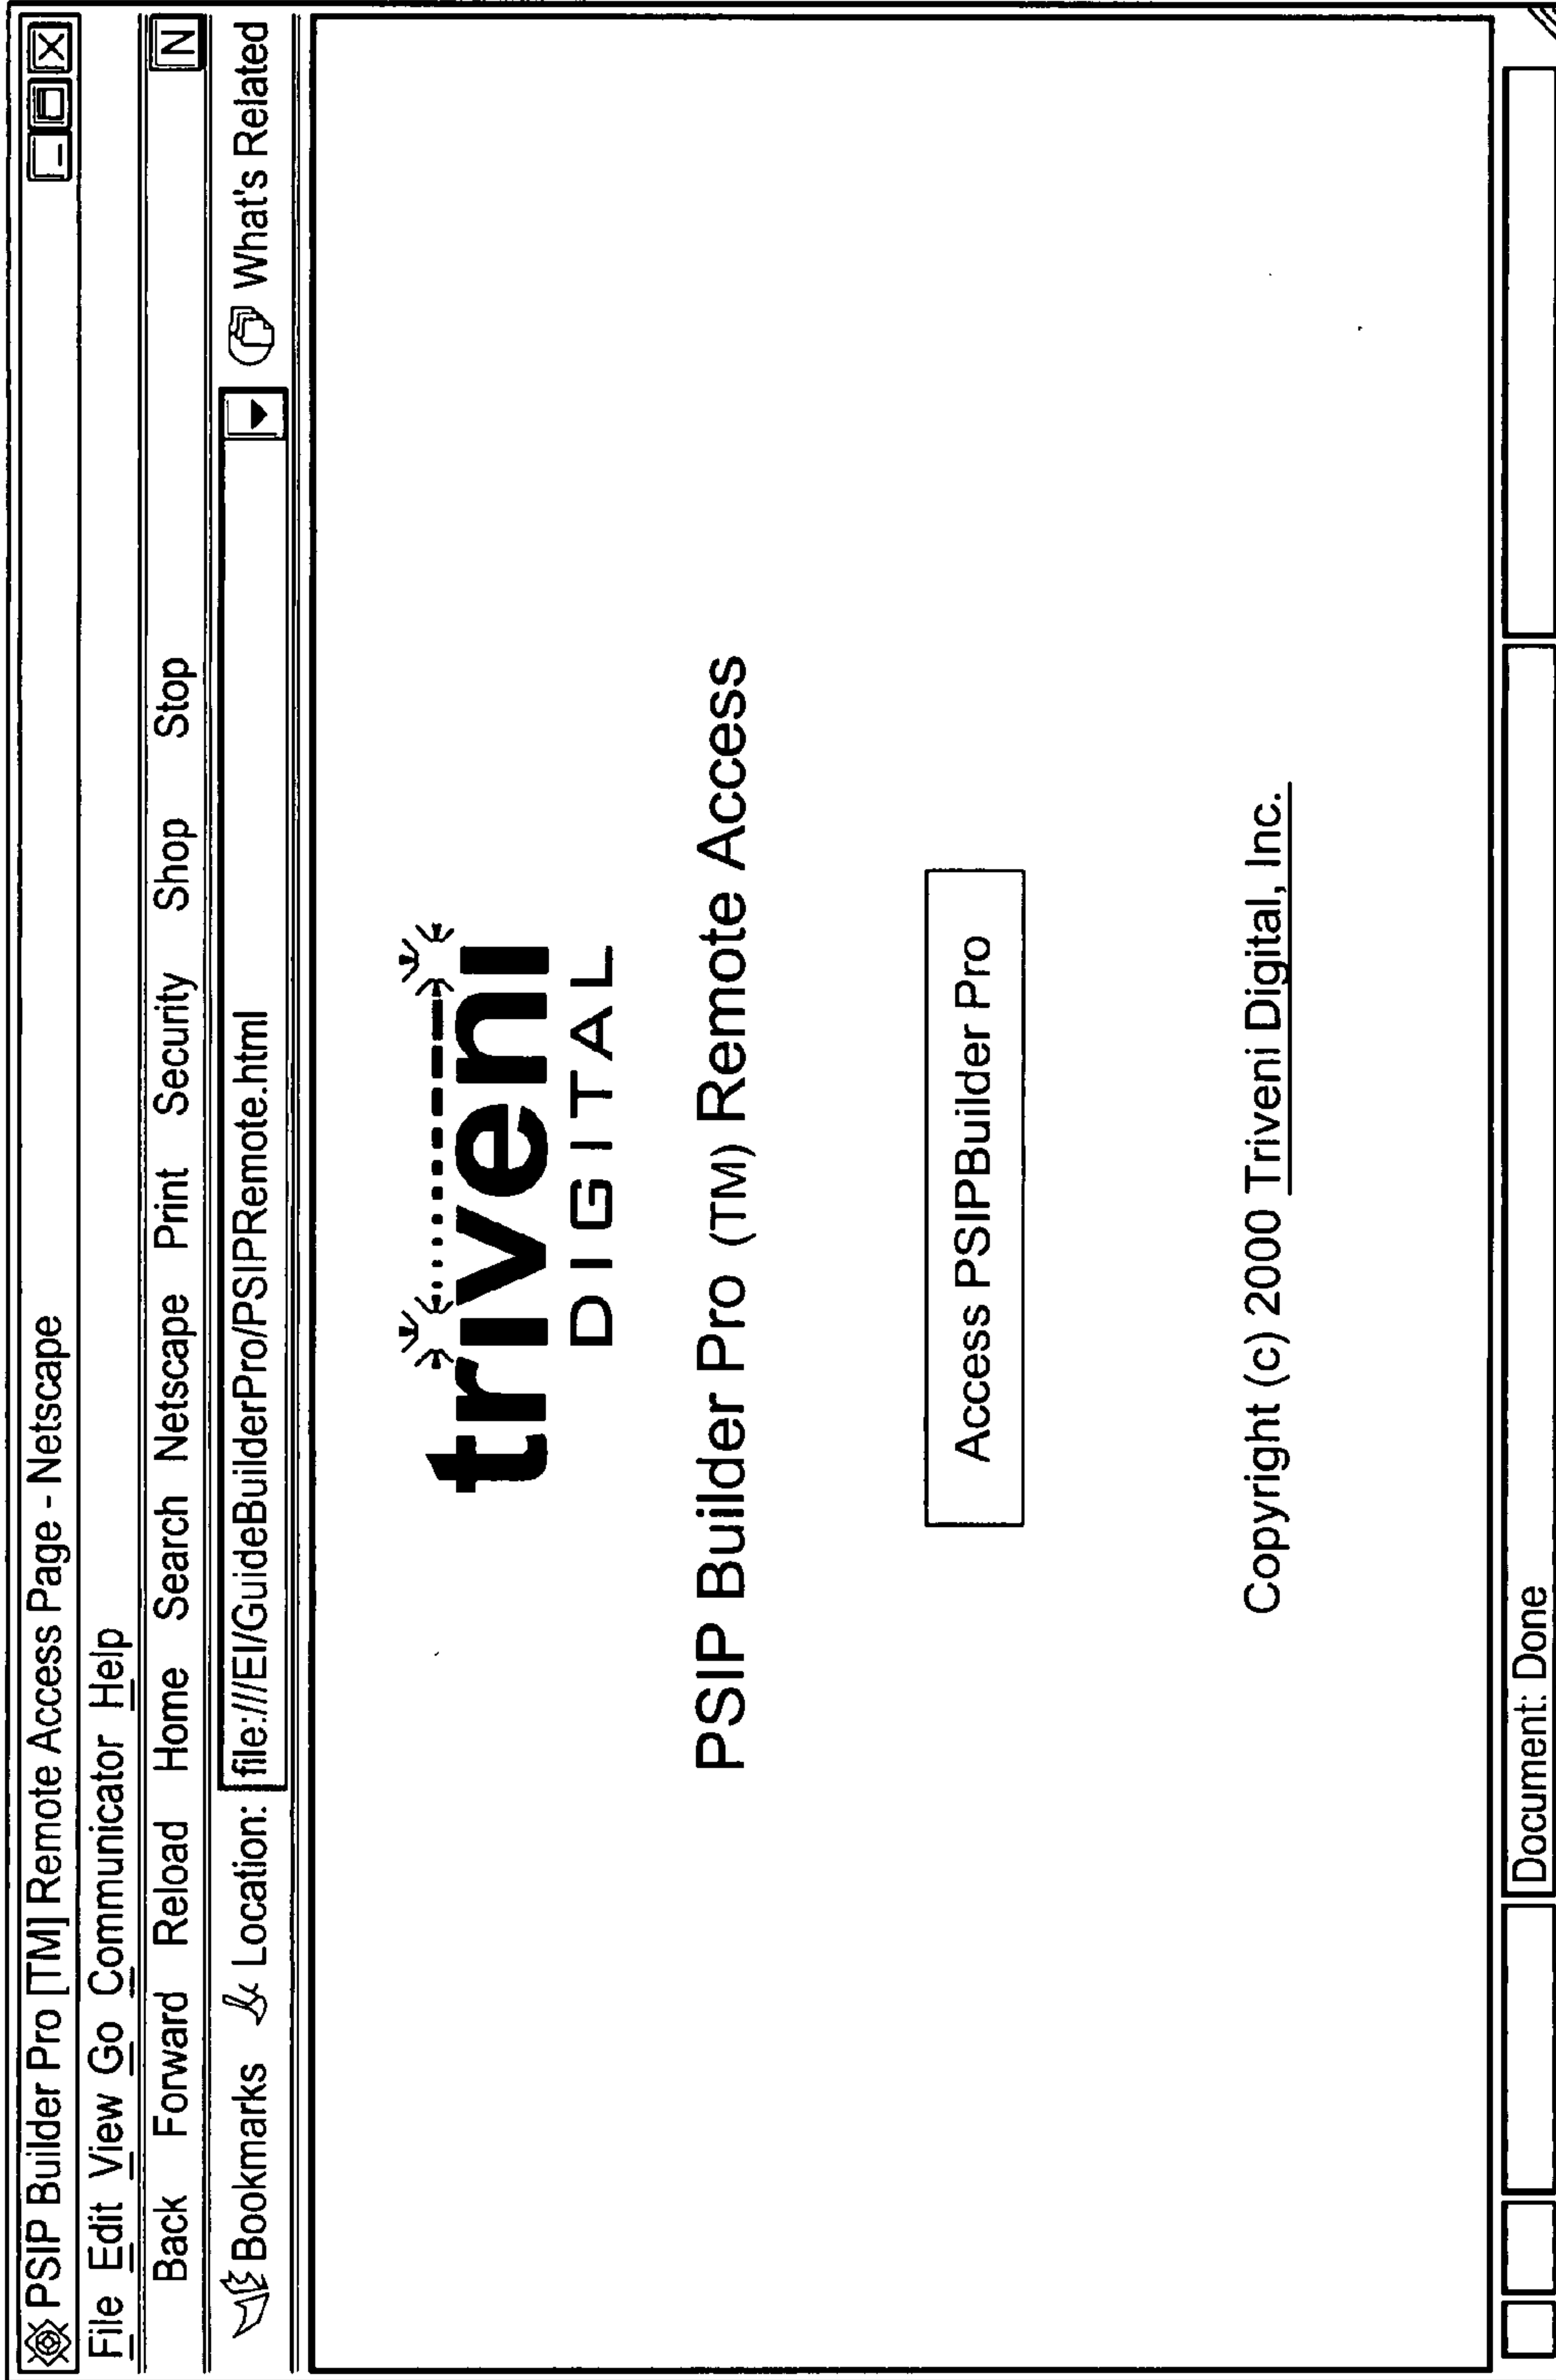 PSIP Builder Pro [TM] Remote Access Page - Netscape
File Edit View Go Communicator Help
Back Forward Reload Home Search Netscape Print Security Shop Stop N
Bookmarks Location: file:///E|/GuideBuilderPro/PSIPRemote.html What's Related
triveni
DIGITAL
PSIP Builder Pro (TM) Remote Access
Access PSIPBuilder Pro
Copyright (c) 2000 Triveni Digital, Inc.
Document: Done